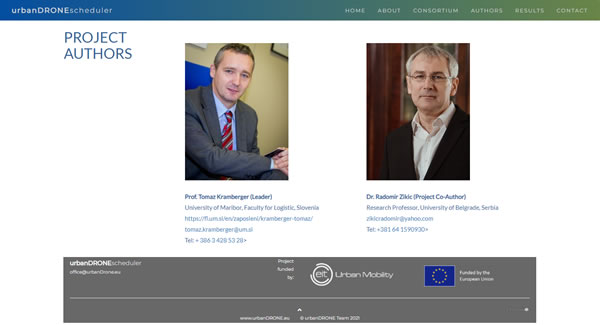 urbanDRONEscheduler
HOME ABOUT CONSORTIUM AUTHORS RESULTS CONTACT
PROJECT
AUTHORS
Prof. Tomaz Kramberger (Leader)
University of Maribor, Faculty for Logistic, Slovenia
https://fl.um.si/en/zaposleni/kramberger-tomaz/
tomaz.kramberger@um.si
Tel: + 386 3 428 53 28+
Dr. Radomir Zikic (Project Co-Author)
Research Professor, University of Belgrade, Serbia
zikicradomir@yahoo.com
Tel: +381 64 1590930+
urbanDRONEscheduler
office@urbanDrone.eu
Project
funded
by:
eit Urban Mobility
Funded by the
European Union
www.urbanDRONE.eu © urbanDRONE Team 2021